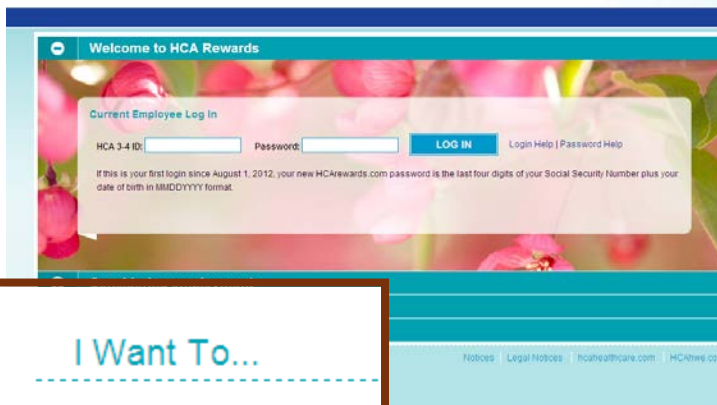 Welcome to HCA Rewards
Current Employee Log In
HCA 3-4 ID: Password: LOG IN Login Help | Password Help
If this is your first login since August 1, 2012, your new HCArewards.com password is the last four digits of your Social Security Number plus your
date of birth in MMDDYYYY format.
I Want To...
Notices | Legal Notices | hcahealthcare.com | HCAhwe.co